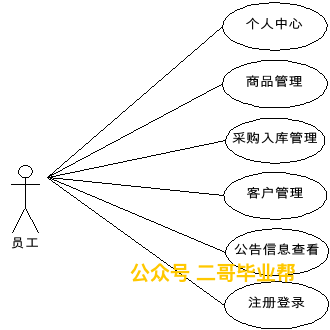 个人中心
商品管理
采购入库管理
客户管理
员工
公告信息查看
公众号 二哥毕业帮
注册登录